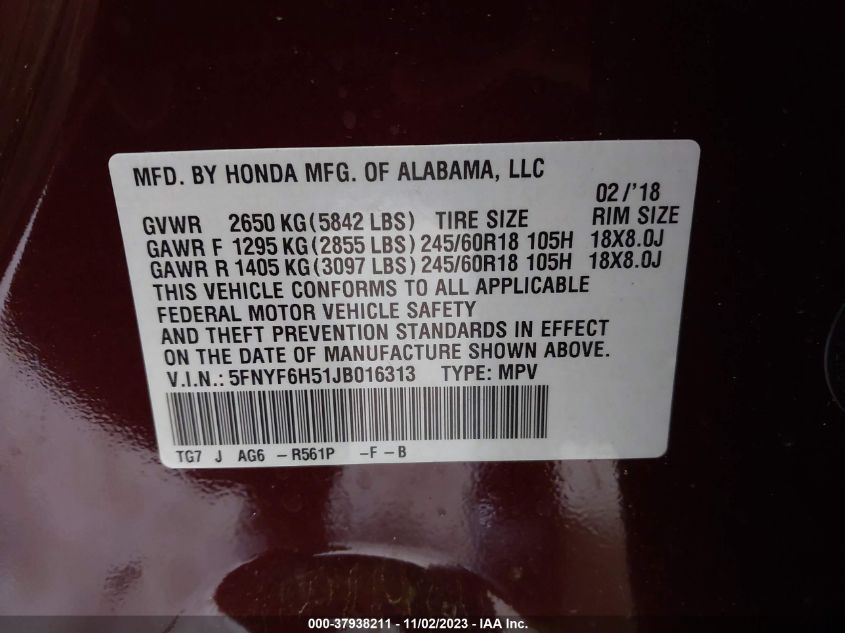 MFD. BY HONDA MFG. OF ALABAMA, LLC
02/'18
GVWR 2650 KG(5842 LBS) TIRE SIZE RIM SIZE
GAWR F 1295 KG(2855 LBS) 245/60R18 105H 18X8.0J
GAWR R 1405 KG(3097 LBS) 245/60R18 105H 18X8.0J
THIS VEHICLE CONFORMS TO ALL APPLICABLE
FEDERAL MOTOR VEHICLE SAFETY
AND THEFT PREVENTION STANDARDS IN EFFECT
ON THE DATE OF MANUFACTURE SHOWN ABOVE.
V.I.N.: 5FNYF6H51JB016313 TYPE: MPV
TG7 J AG6 -R561P -F-B
000-37938211 - 11/02/2023 - IAA Inc.